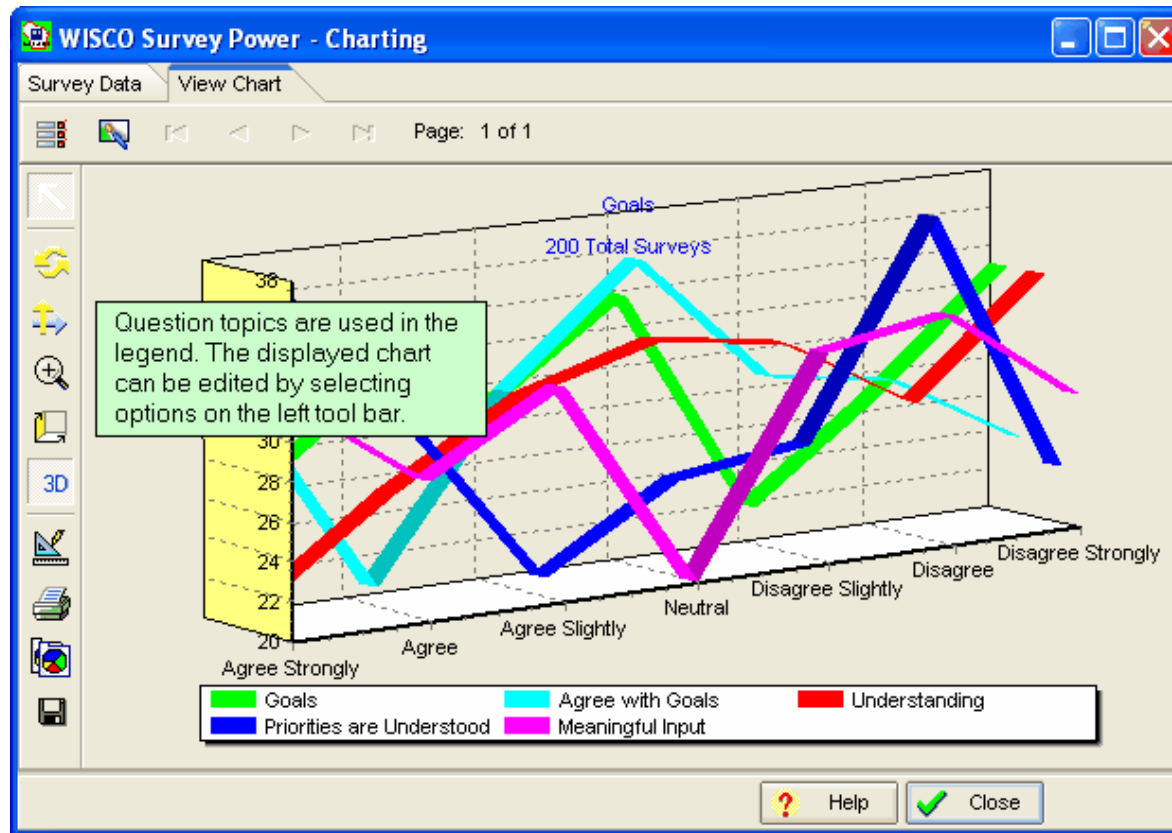 WISCO Survey Power - Charting
Survey Data
View Chart
Page: 1 of 1
Goals
200 Total Surveys
38
Question topics are used in the
legend. The displayed chart
can be edited by selecting
options on the left tool bar.
30
28
26
24
22
20
3D
Agree Strongly
Agree
Agree Slightly
Neutral
Disagree Slightly
Disagree
Disagree Strongly
Goals
Agree with Goals
Understanding
Priorities are Understood
Meaningful Input
Help
Close